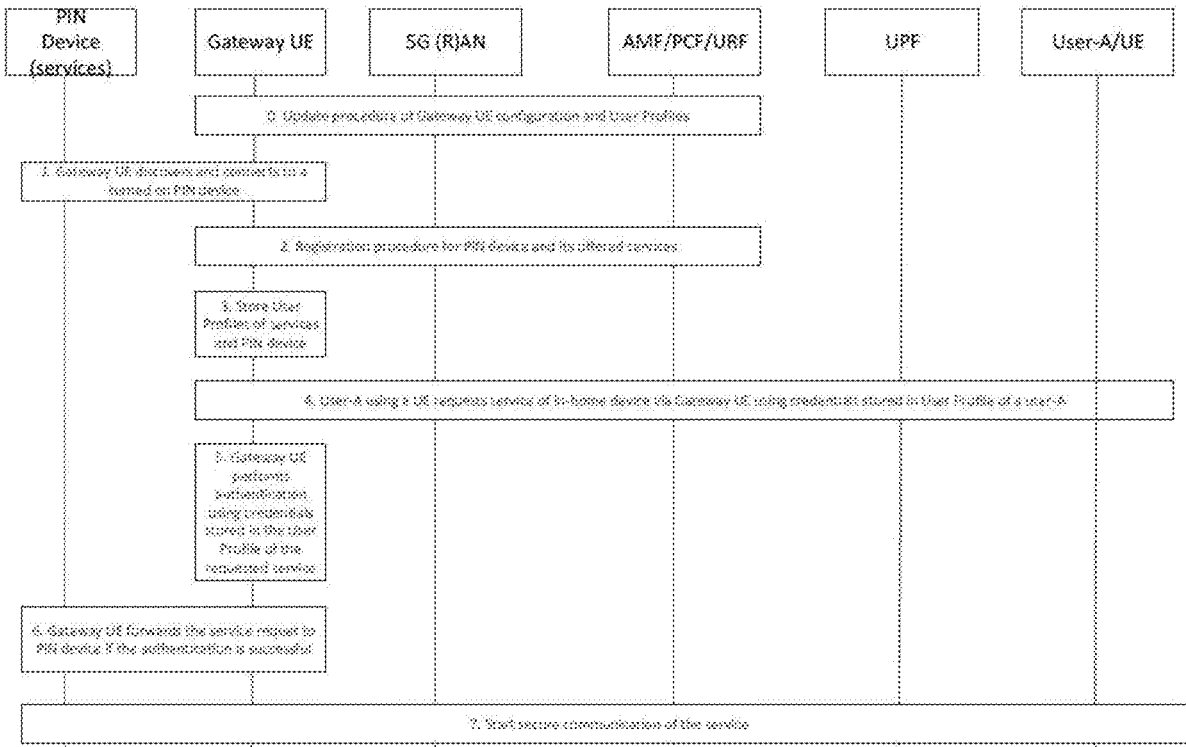 PIN
Device
(services)
Gateway UE
5G (R)AN
AMF/PCF/URF
UPF
User-A/UE
0. Update procedure of Gateway UE configuration and User Profiles
1. Gateway UE discovers and connects to a
turned on PIN device
2. Registration procedure for PIN device and its offered services
3. Store User
Profiles of services
and PIN device
4. User-A using a UE requests service of in-home device via Gateway UE using credentials stored in User Profile of a user-A
5. Gateway UE
performs
authentication
using credentials
stored in the User
Profile of the
requested service
6. Gateway UE forwards the service request to
PIN device if the authentication is successful
7. Start secure communication of the service